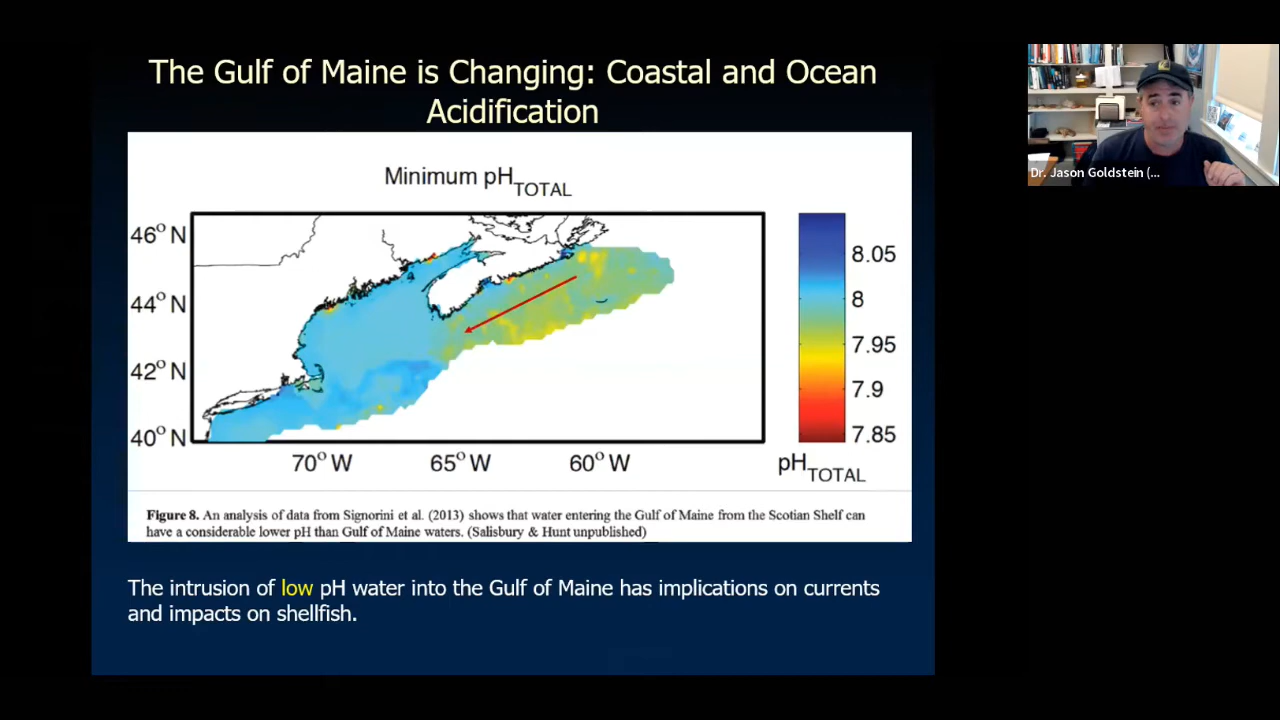 The Gulf of Maine is Changing: Coastal and Ocean
Acidification
Minimum pHTOTAL
46° N
44° N
42° N
40° N
70° W
65° W
60° W
8.05
8
7.95
7.9
7.85
pHTOTAL
Figure 8. An analysis of data from Signorini et al. (2013) shows that water entering the Gulf of Maine from the Scotian Shelf can
have a considerable lower pH than Gulf of Maine waters. (Salisbury & Hunt unpublished)
The intrusion of low pH water into the Gulf of Maine has implications on currents
and impacts on shellfish.
Dr. Jason Goldstein (...